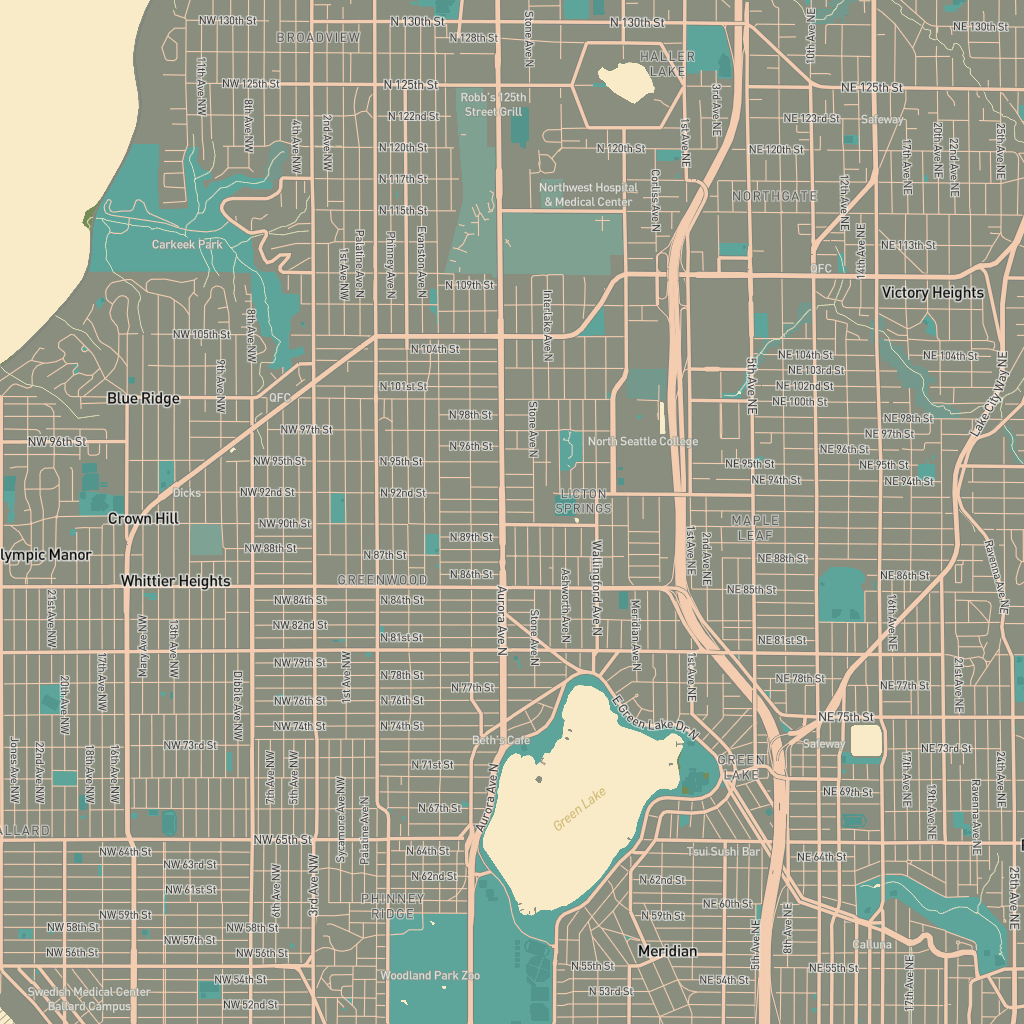 NW 130th St
N 130th St
N 130th St
NE 130th St
BROADVIEW
N 128th St
Stone Ave N
10th Ave NE
HALLER
LAKE
NW 125th St
N 125th St
NE 125th St
11th Ave NW
8th Ave NW
4th Ave NW
2nd Ave NW
Robb's 125th
Street Grill
3rd Ave NE
1st Ave NE
N 122nd St
NE 123rd St
Safeway
20th Ave NE
22nd Ave NE
25th Ave NE
17th Ave NE
N 120th St
N 120th St
NE 120th St
N 117th St
Northwest Hospital
& Medical Center
Corliss Ave N
NORTHGATE
12th Ave NE
N 115th St
Carkeek Park
1st Ave NW
Palatine Ave N
Phinney Ave N
Evanston Ave N
14th Ave NE
NE 113th St
QFC
N 109th St
Interlake Ave N
Victory Heights
NW 105th St
8th Ave NW
N 104th St
NE 104th St
NE 104th St
NE 103rd St
9th Ave NW
N 101st St
5th Ave NE
NE 102nd St
NE 100th St
Lake City Way NE
Blue Ridge
QFC
N 98th St
Stone Ave N
NE 98th St
NW 97th St
NE 97th St
NW 96th St
N 96th St
North Seattle College
NE 96th St
NW 95th St
N 95th St
NE 95th St
NE 95th St
NE 94th St
NE 94th St
Dicks
NW 92nd St
N 92nd St
LICTON
SPRINGS
Crown Hill
NW 90th St
MAPLE
LEAF
N 89th St
1st Ave NE
2nd Ave NE
Ravenna Ave NE
lympic Manor
NW 88th St
N 87th St
Wallingford Ave N
NE 88th St
Whittier Heights
GREENWOOD
N 86th St
Ashworth Ave N
NE 86th St
NE 85th St
21st Ave NW
NW 84th St
N 84th St
Aurora Ave N
Stone Ave N
Meridian Ave N
16th Ave NE
Mary Ave NW
13th Ave NW
NW 82nd St
N 81st St
NE 81st St
NW 79th St
1st Ave NW
N 78th St
1st Ave NE
NE 78th St
20th Ave NW
17th Ave NW
Dibble Ave NW
N 77th St
NE 77th St
21st Ave NE
NW 76th St
N 76th St
NW 74th St
N 74th St
E Green Lake Dr N
NE 75th St
Jones Ave NW
22nd Ave NW
18th Ave NW
16th Ave NW
NW 73rd St
7th Ave NW
5th Ave NW
Beth's Cafe
Safeway
NE 73rd St
N 71st St
GREEN
LAKE
17th Ave NE
24th Ave NE
Sycamore Ave NW
Palatine Ave N
Aurora Ave N
Green Lake
NE 69th St
19th Ave NE
Ravenna Ave NE
N 67th St
ALLARD
NW 65th St
NW 64th St
N 64th St
Tsui Sushi Bar
NE 64th St
NW 63rd St
6th Ave NW
3rd Ave NW
N 62nd St
N 62nd St
25th Ave NE
NW 61st St
PHINNEY
RIDGE
NE 60th St
NW 59th St
N 59th St
NW 58th St
NW 58th St
5th Ave NE
8th Ave NE
NW 57th St
NW 56th St
NW 56th St
Meridian
Calluna
Woodland Park Zoo
N 55th St
NE 55th St
17th Ave NE
NW 54th St
NE 54th St
Swedish Medical Center
Ballard Campus
NW 52nd St
N 53rd St